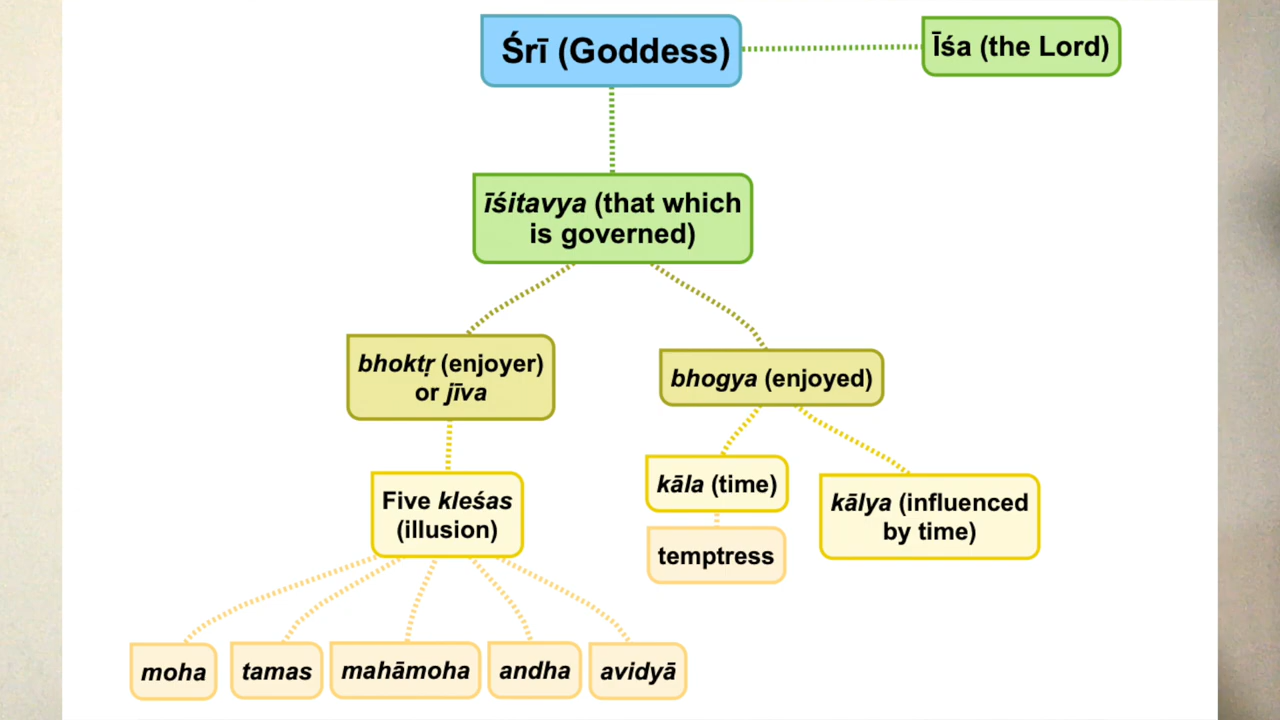 Śrī (Goddess)
Īśa (the Lord)
īśitavya (that which
is governed)
bhoktṛ (enjoyer)
or jīva
bhogya (enjoyed)
Five kleśas
(illusion)
kāla (time)
kālya (influenced
by time)
temptress
moha
tamas
mahāmoha
andha
avidyā